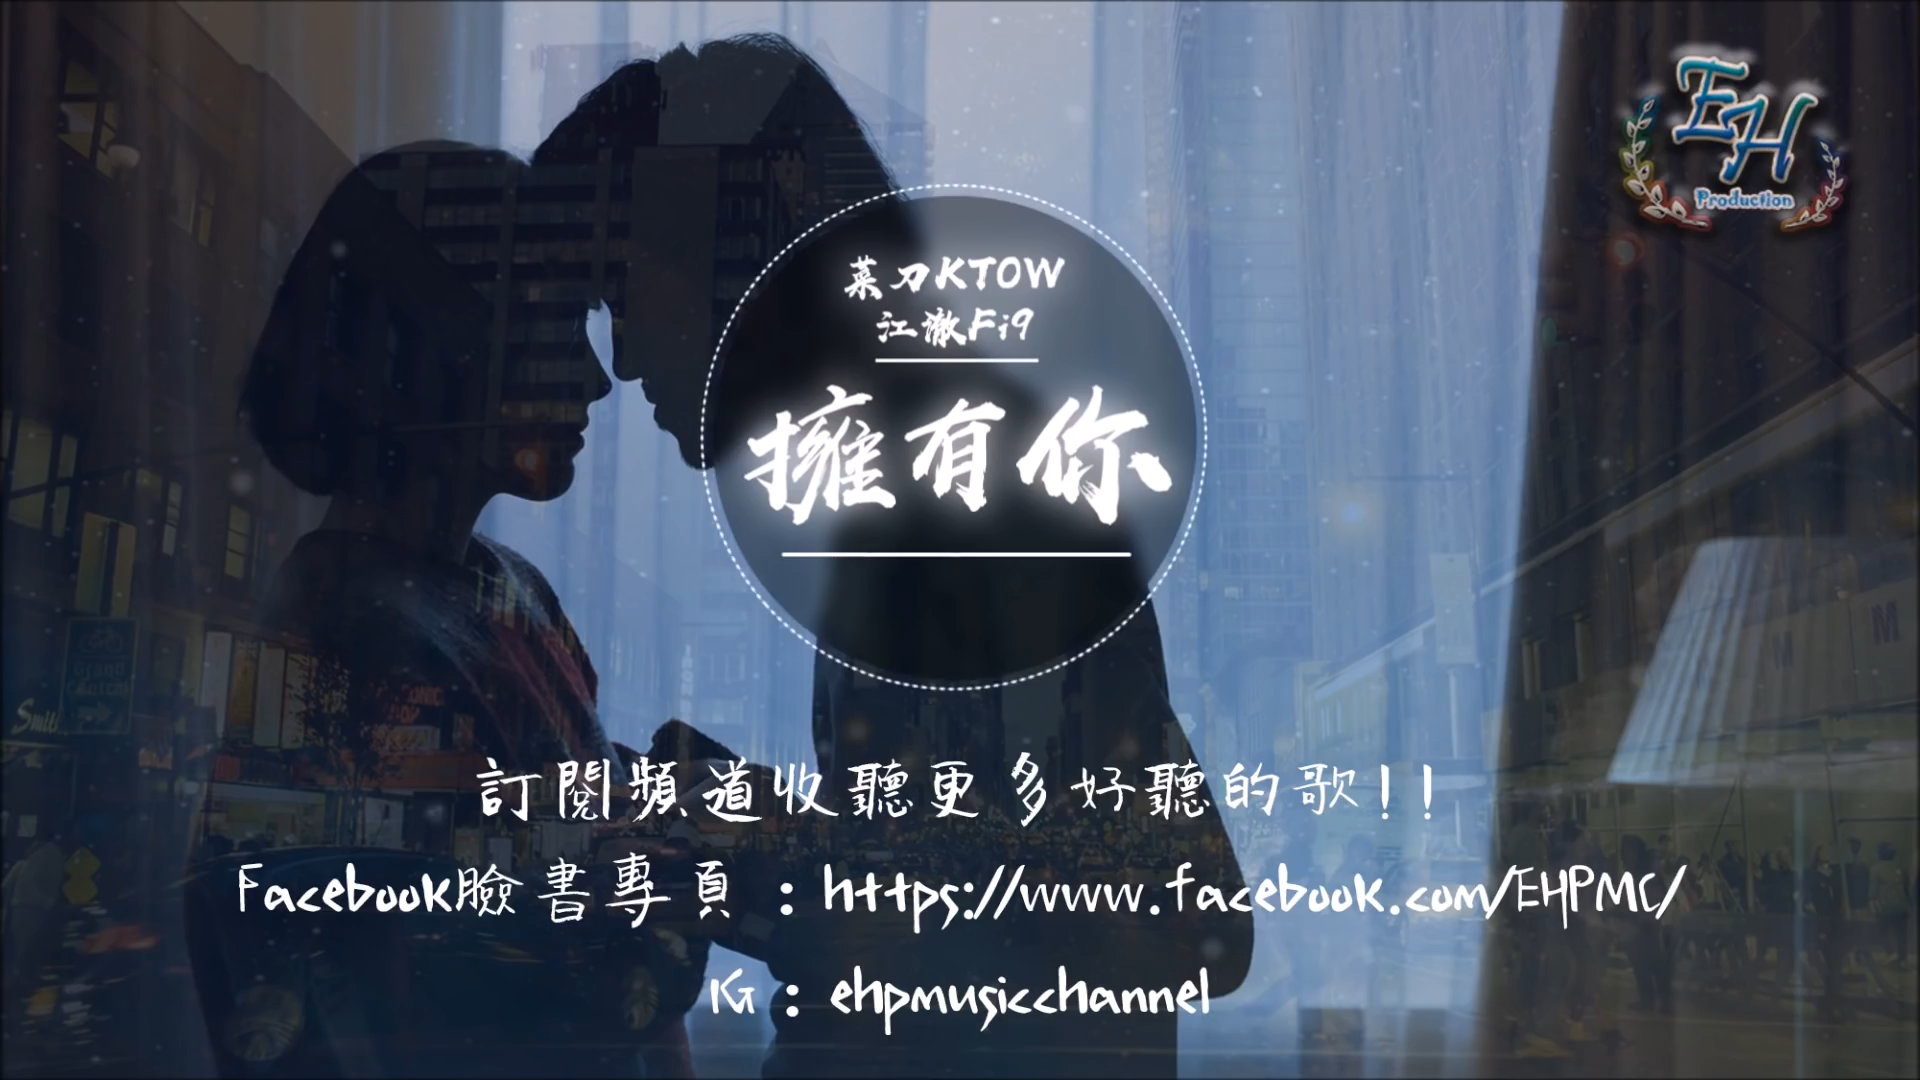 EH
Production
菜刀KTOW
江澈Fi9
擁有你
訂閱頻道收聽更多好聽的歌!!
Facebook臉書專頁：https://www.facebook.com/EHPMC/
IG：ehpmusicchannel
Grand
Central
M M